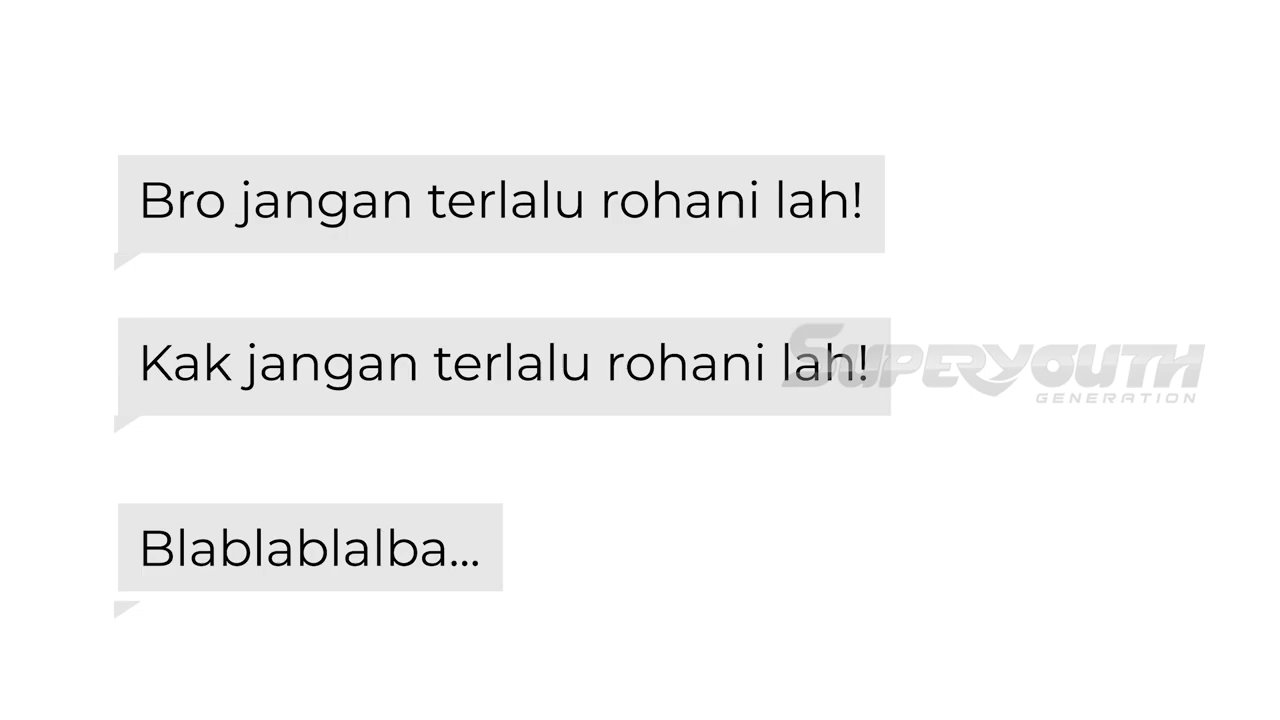 Bro jangan terlalu rohani lah!
Kak jangan terlalu rohani lah!
SUPERYOUTH
GENERATION
Blablablalba...